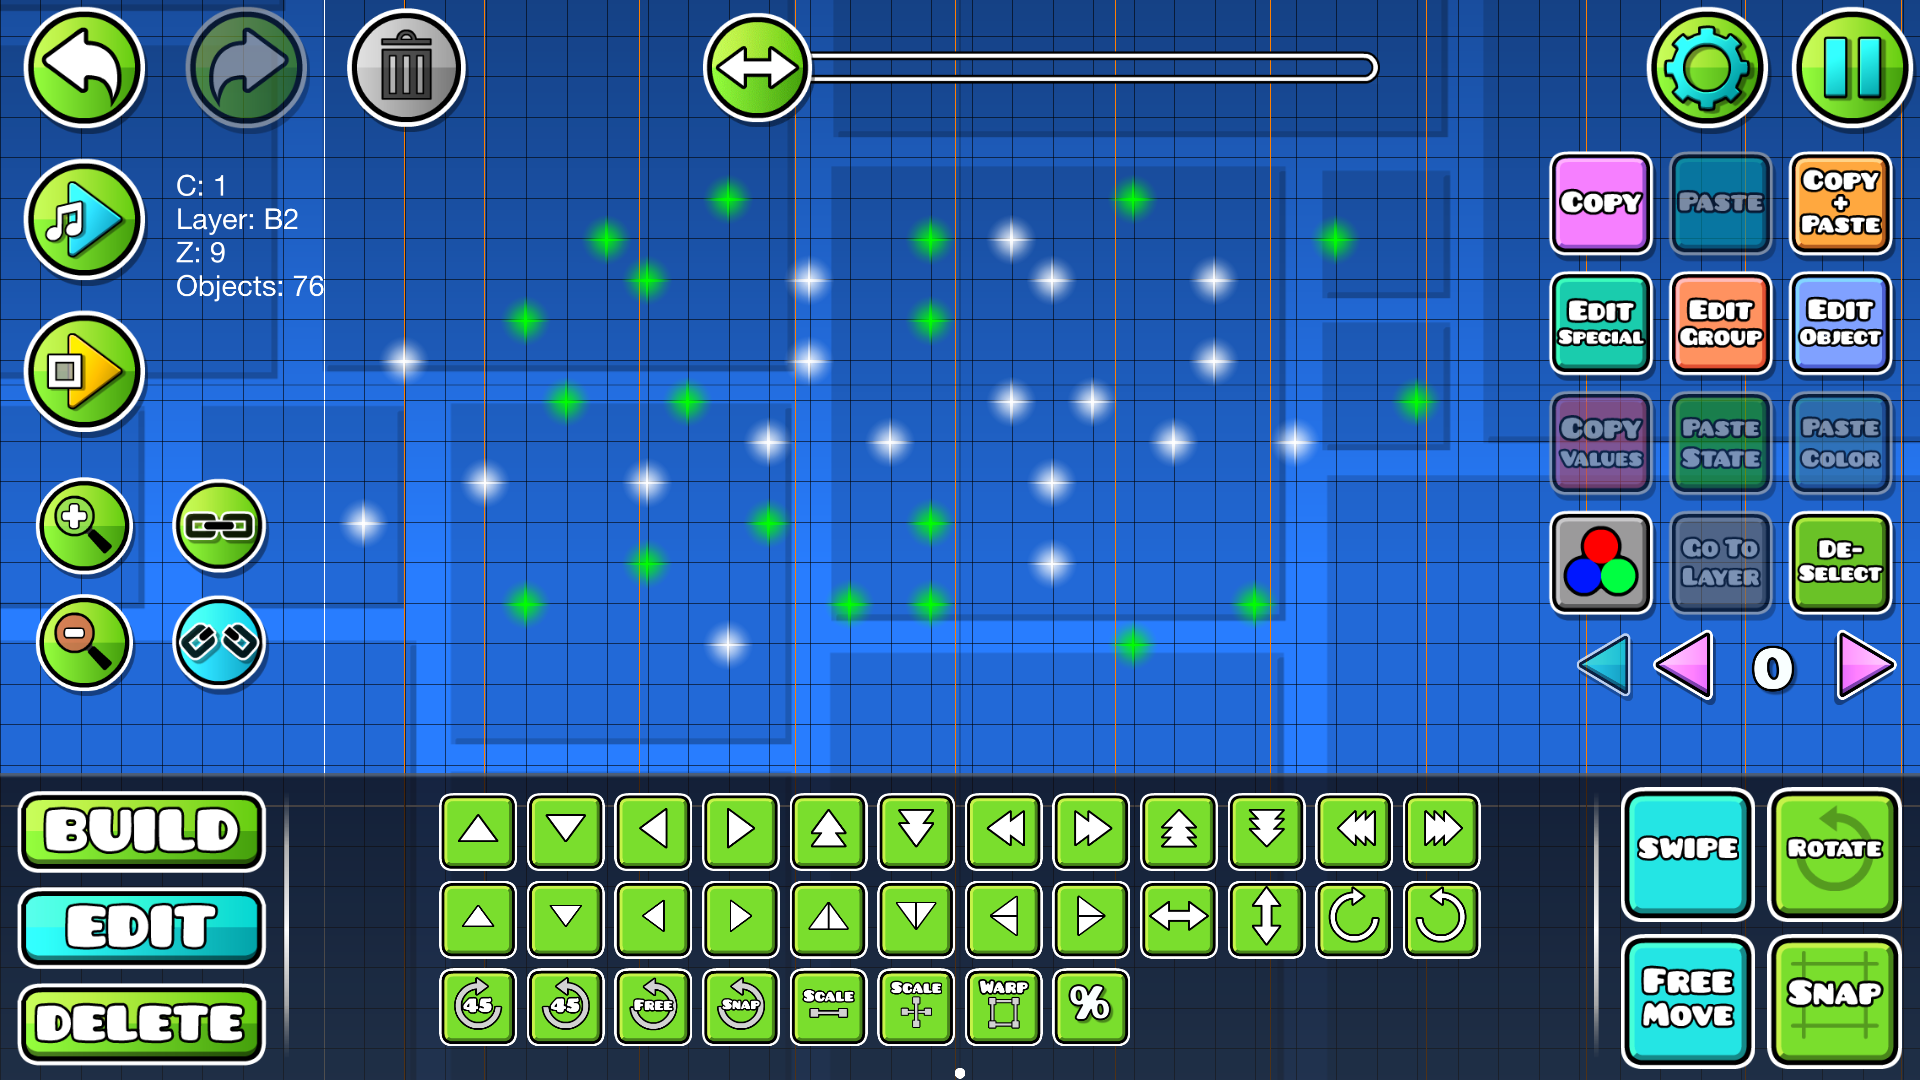 C: 1
Layer: B2
Z: 9
Objects: 76
COPY
PASTE
COPY
+
PASTE
EDIT
SPECIAL
EDIT
GROUP
EDIT
OBJECT
COPY
VALUES
PASTE
STATE
PASTE
COLOR
GO TO
LAYER
DE-
SELECT
0
BUILD
EDIT
DELETE
45
45
FREE
SNAP
SCALE
SCALE
WARP
%
SWIPE
ROTATE
FREE
MOVE
SNAP